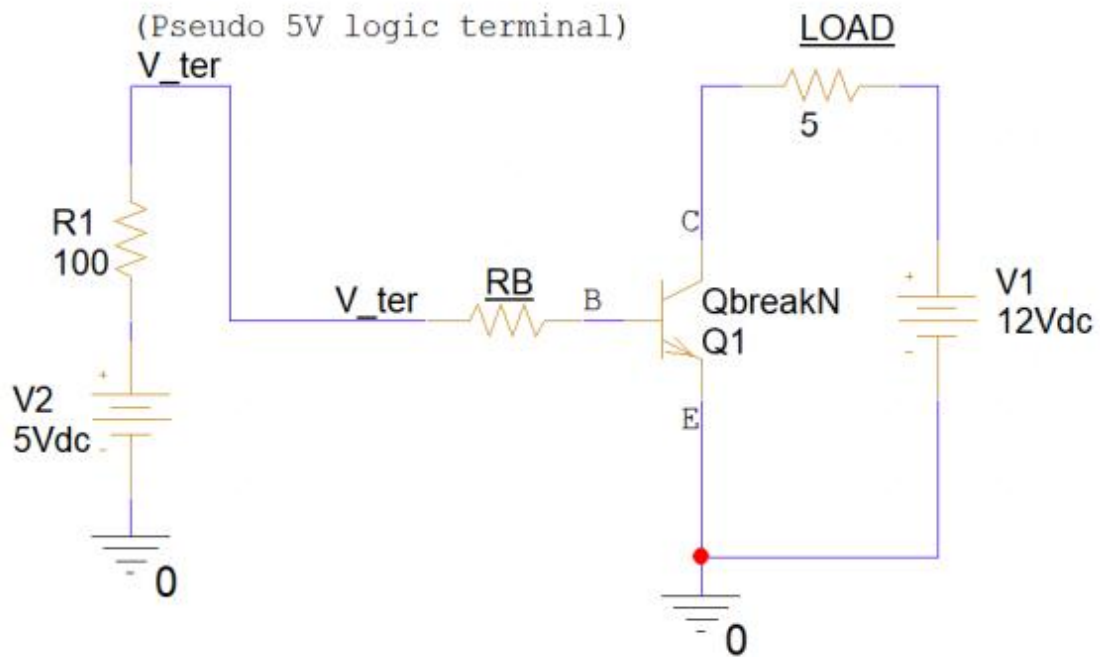 (Pseudo 5V logic terminal)
LOAD
V_ter
5
R1
100
C
V_ter
RB
B
QbreakN
Q1
V1
12Vdc
+
-
+
V2
5Vdc
-
E
0
0